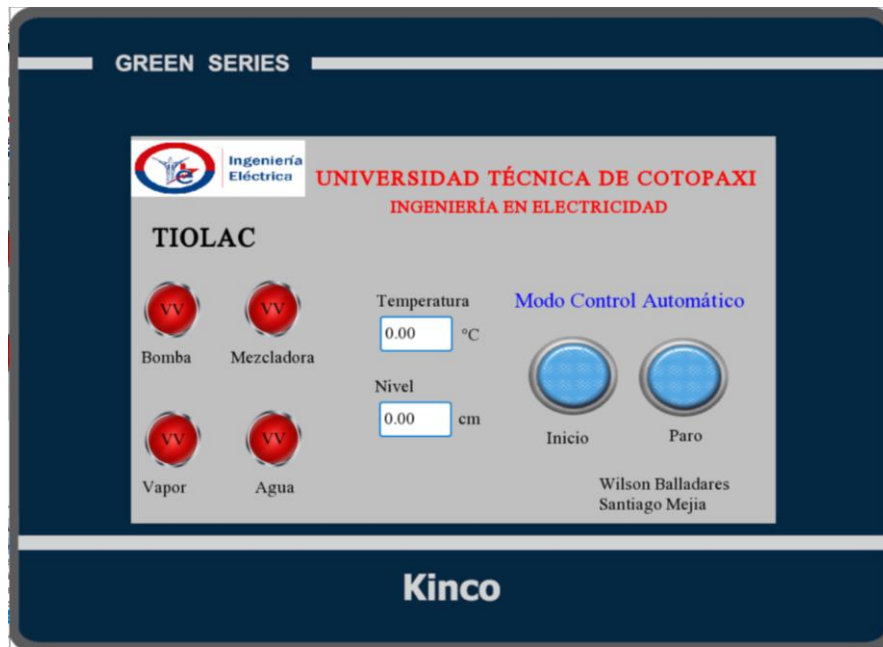 GREEN SERIES
Ingeniería
Eléctrica
UNIVERSIDAD TÉCNICA DE COTOPAXI
INGENIERÍA EN ELECTRICIDAD
TIOLAC
VV VV
Bomba Mezcladora
Temperatura
0.00 °C
Modo Control Automático
Nivel
0.00 cm
Inicio Paro
VV VV
Vapor Agua
Wilson Balladares
Santiago Mejia
Kinco